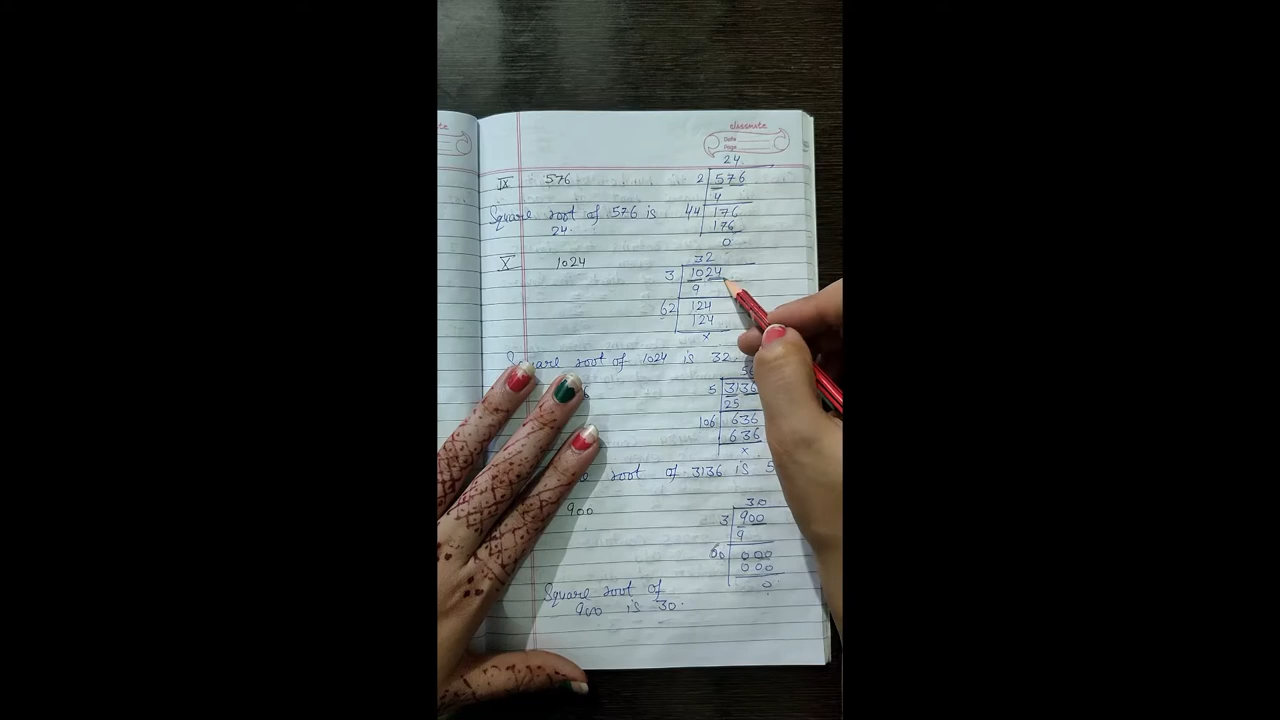 te
classmate
Date
Page
24.
IX 576 2 576
4
Square root of 576 is 44 176
24. 176
0
X 1024 32
3 1024
9
62 124
124
x
Square root of 1024 is 32.
5 3136
25
106 636
636
x
root of 3136 is 5
900 30
3 900
9
60 000
000
0
Square root of
900 is 30.